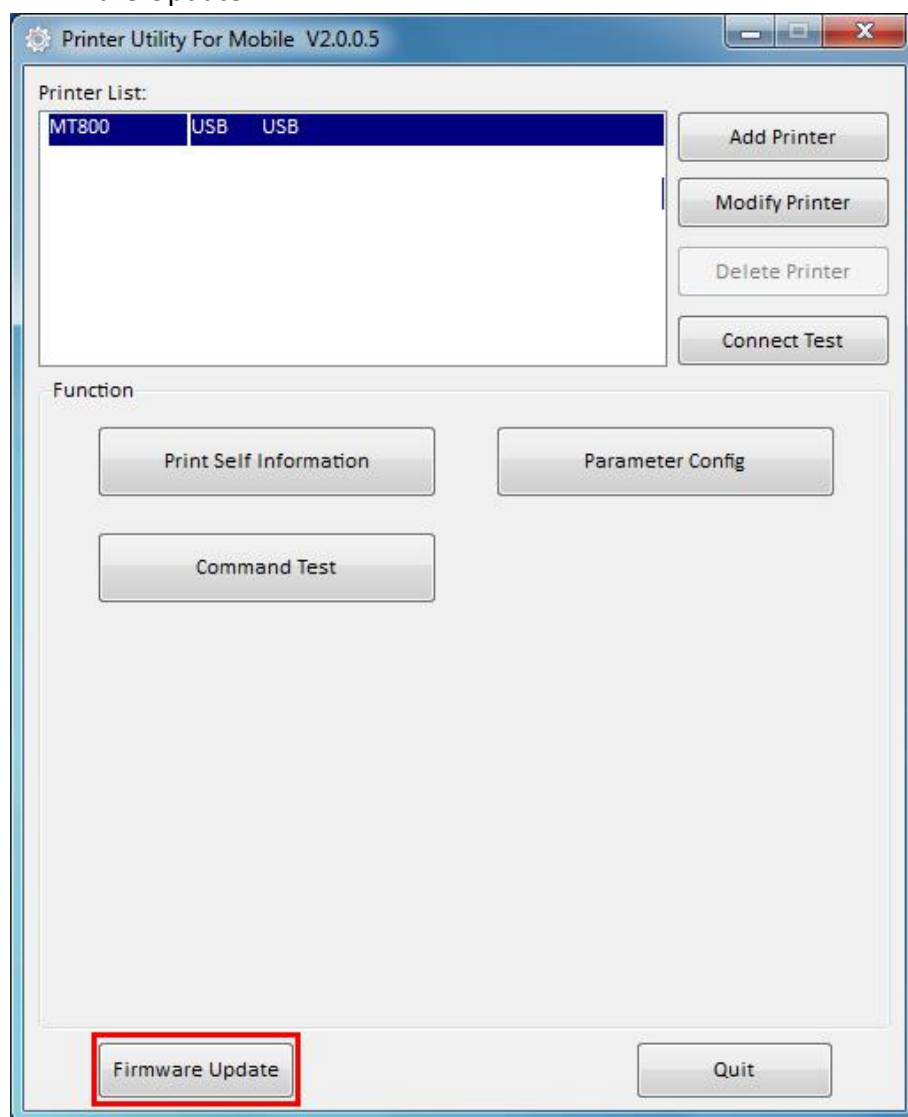 Printer Utility For Mobile V2.0.0.5
Printer List:
MT800 USB USB
Add Printer
Modify Printer
Delete Printer
Connect Test
Function
Print Self Information
Parameter Config
Command Test
Firmware Update
Quit